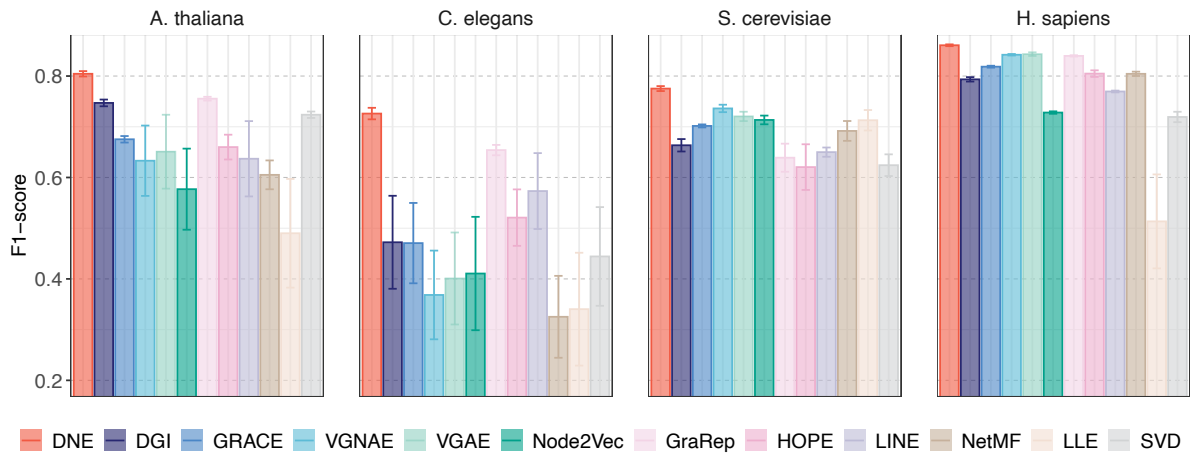 A. thaliana
C. elegans
S. cerevisiae
H. sapiens
F1−score
0.8
0.6
0.4
0.2
DNE DGI GRACE VGNAE VGAE Node2Vec GraRep HOPE LINE NetMF LLE SVD